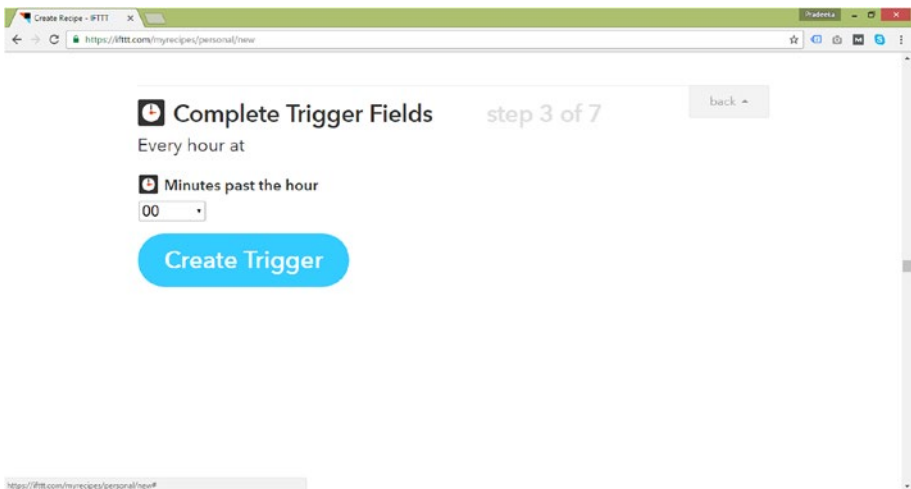 Create Recipe - IFTTT
Pradeeta
https://ifttt.com/myrecipes/personal/new
Complete Trigger Fields
step 3 of 7
back
Every hour at
Minutes past the hour
00
Create Trigger
https://ifttt.com/myrecipes/personal/new#